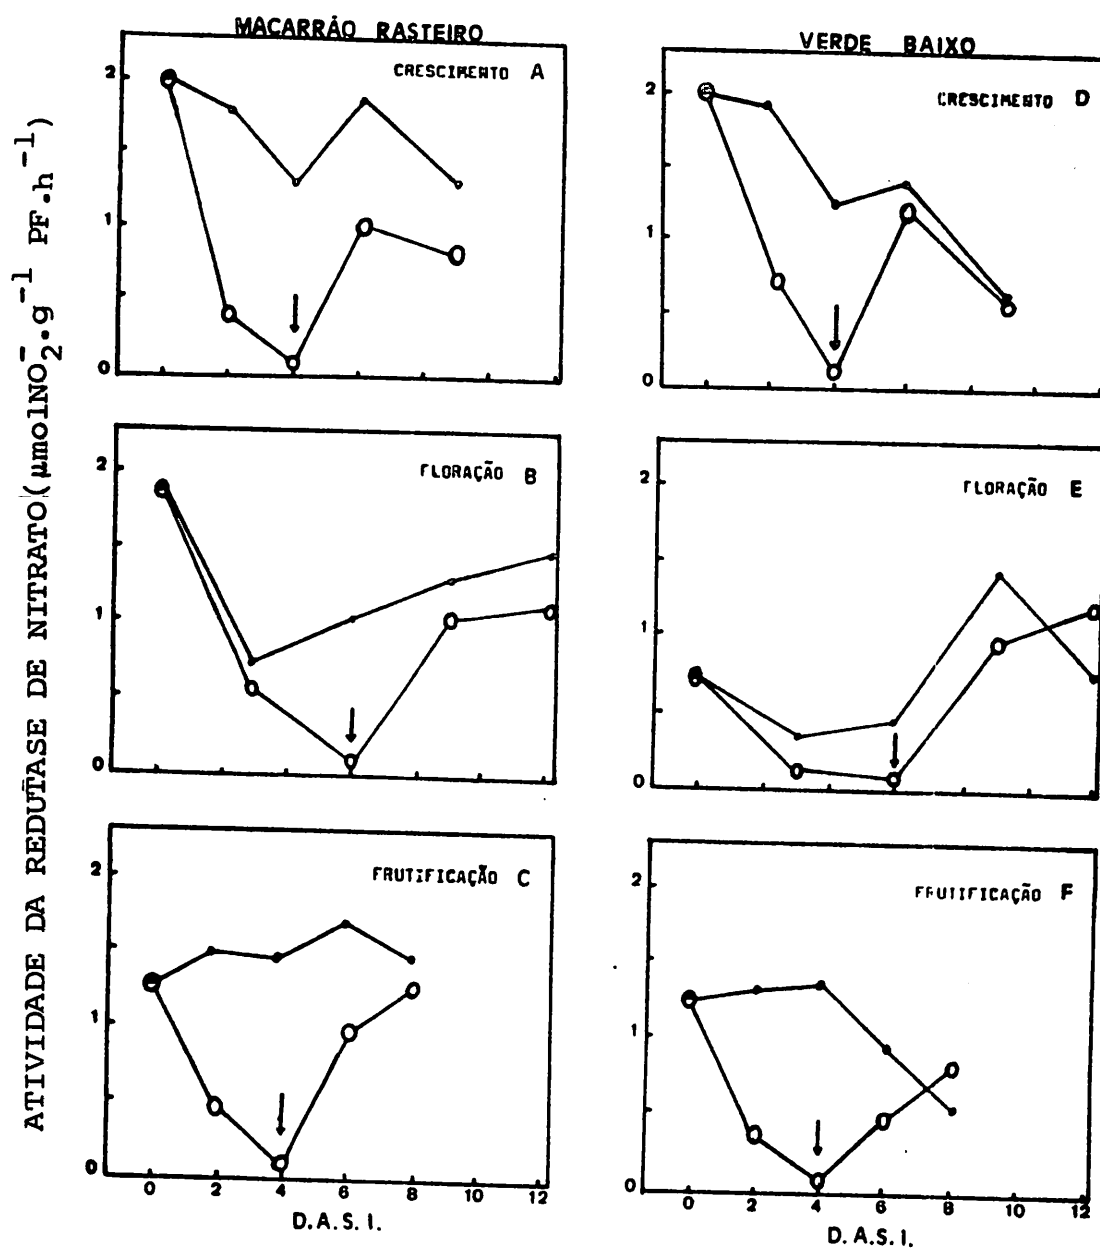 MACARRÃO RASTEIRO
VERDE BAIXO
ATIVIDADE DA REDUTASE DE NITRATO (µmolNO₂⁻.g⁻¹ PF.h⁻¹)
CRESCIMENTO A
2
1
0
CRESCIMENTO D
2
1
0
FLORAÇÃO B
2
1
0
FLORAÇÃO E
2
1
0
FRUTIFICAÇÃO C
2
1
0
0 2 4 6 8 10 12
D.A.S.I.
FRUTIFICAÇÃO F
2
1
0
0 2 4 6 8 10 12
D.A.S.I.